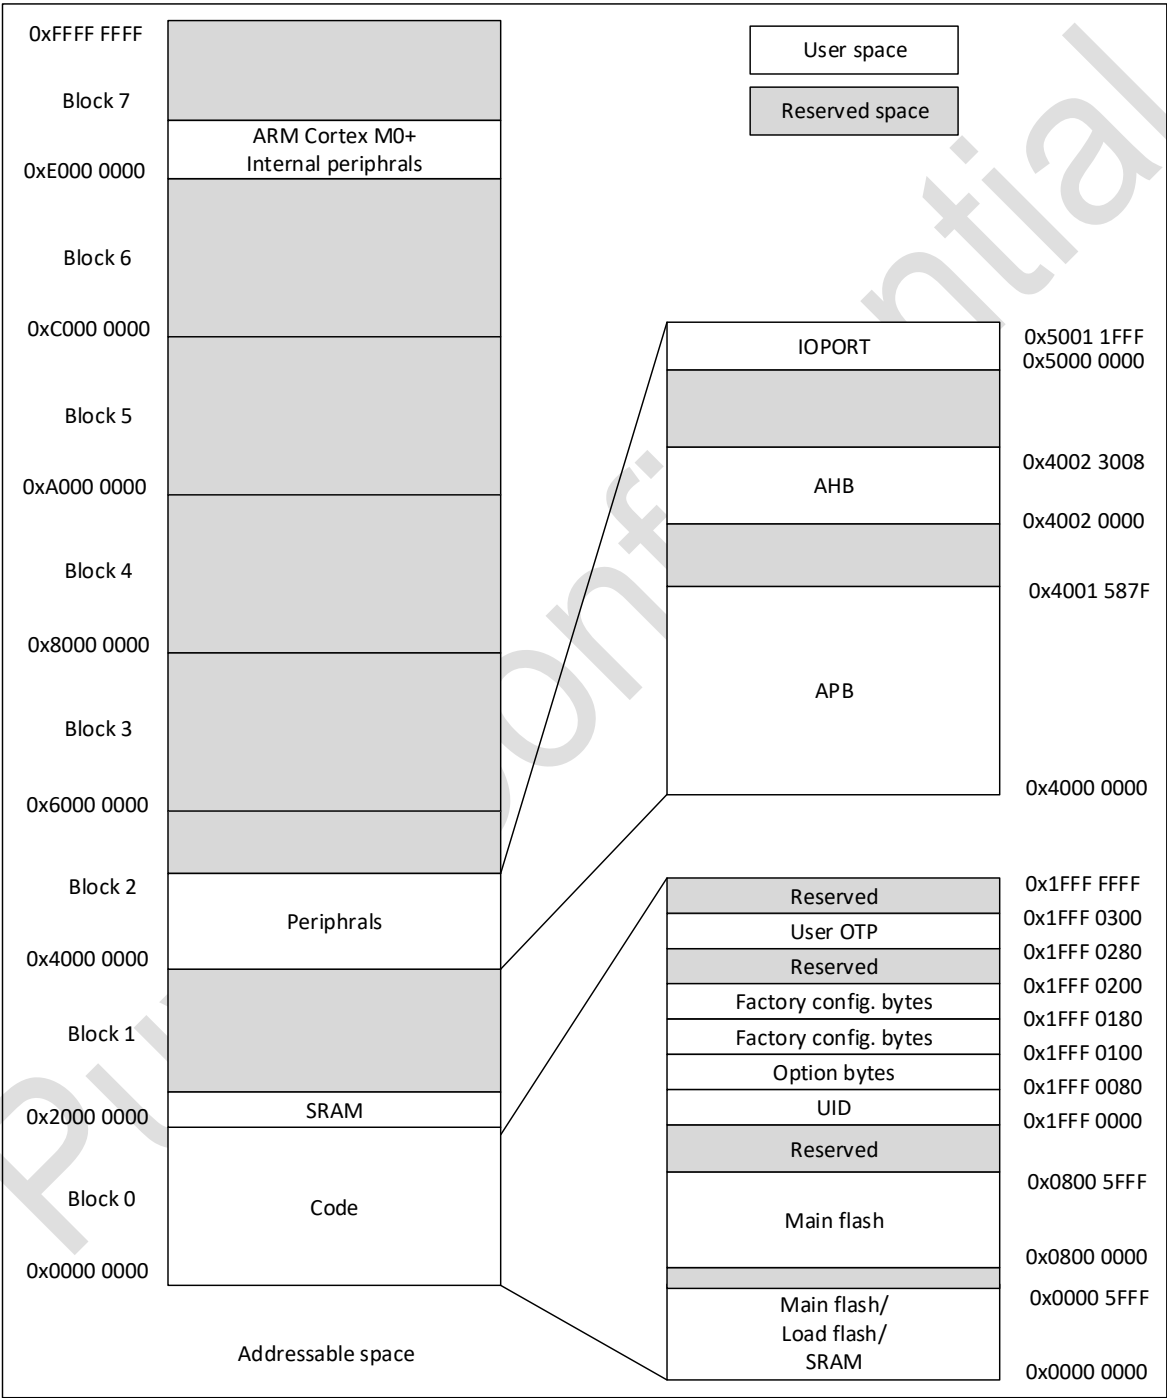 0xFFFF FFFF
Block 7
ARM Cortex M0+
Internal periphrals
0xE000 0000
Block 6
0xC000 0000
Block 5
0xA000 0000
Block 4
0x8000 0000
Block 3
0x6000 0000
Block 2
Periphrals
0x4000 0000
Block 1
SRAM
0x2000 0000
Block 0
Code
0x0000 0000
Addressable space
User space
Reserved space
IOPORT
0x5001 1FFF
0x5000 0000
AHB
0x4002 3008
0x4002 0000
0x4001 587F
APB
0x4000 0000
Reserved
0x1FFF FFFF
0x1FFF 0300
User OTP
0x1FFF 0280
Reserved
0x1FFF 0200
Factory config. bytes
0x1FFF 0180
Factory config. bytes
0x1FFF 0100
Option bytes
0x1FFF 0080
UID
0x1FFF 0000
Reserved
0x0800 5FFF
Main flash
0x0800 0000
0x0000 5FFF
Main flash/
Load flash/
SRAM
0x0000 0000